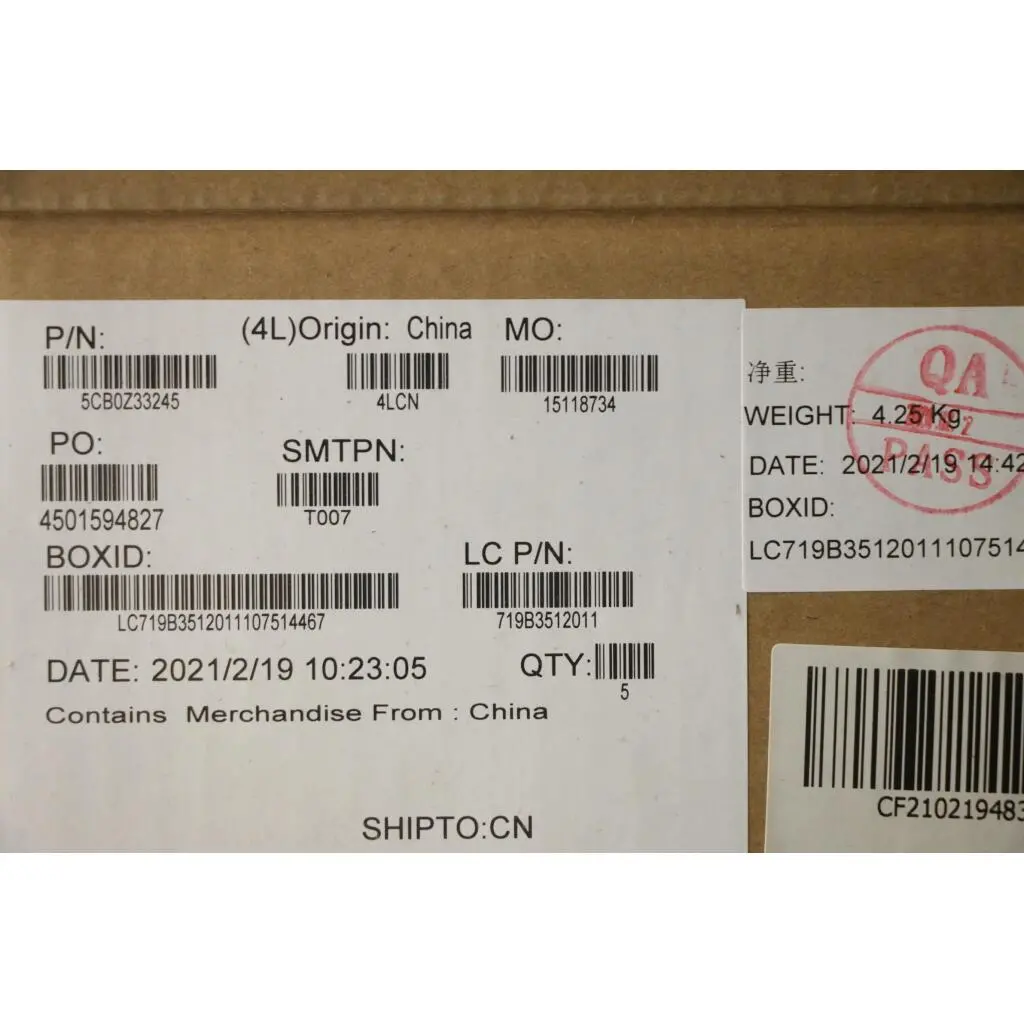 P/N:
(4L)Origin: China
MO:
5CB0Z33245
4LCN
15118734
PO:
SMTPN:
4501594827
T007
BOXID:
LC P/N:
LC719B3512011107514467
719B3512011
DATE: 2021/2/19 10:23:05
QTY:
5
Contains Merchandise From : China
SHIPTO:CN
净重:
WEIGHT: 4.25 Kg
DATE: 2021/2/19 14:42
BOXID:
LC719B3512011107514
QA
PASS
CF210219483